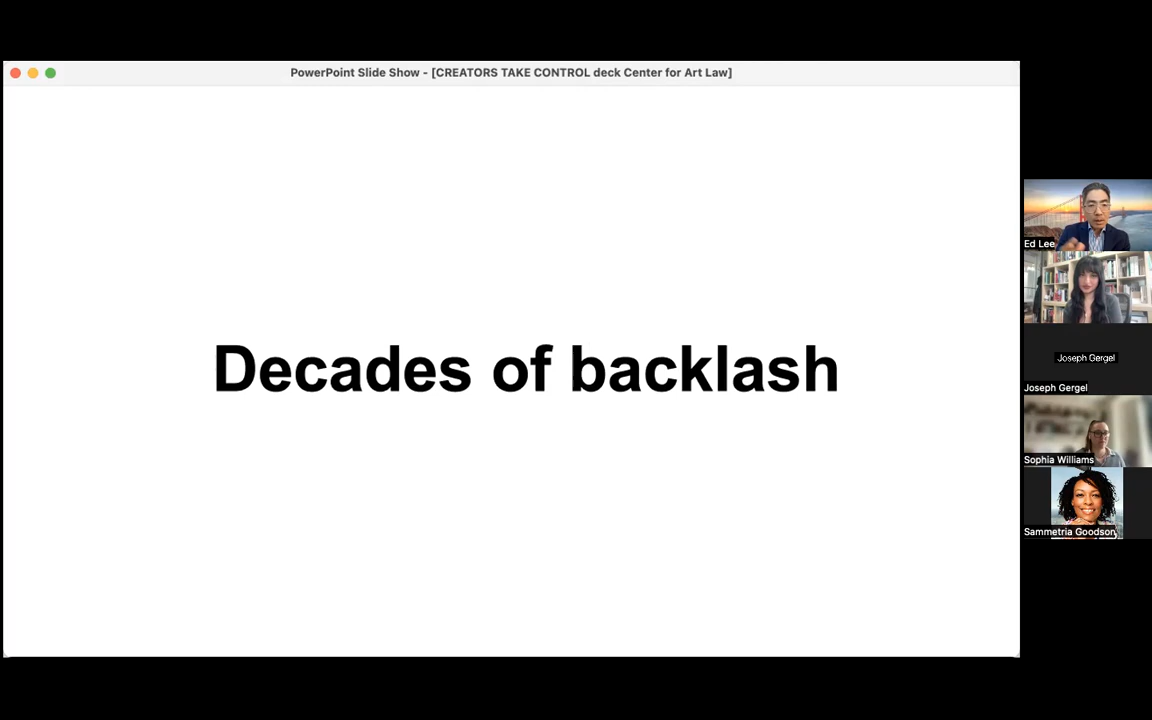 PowerPoint Slide Show - [CREATORS TAKE CONTROL deck Center for Art Law]
Decades of backlash
Ed Lee
Joseph Gergel
Joseph Gergel
Sophia Williams
Sammetria Goodson